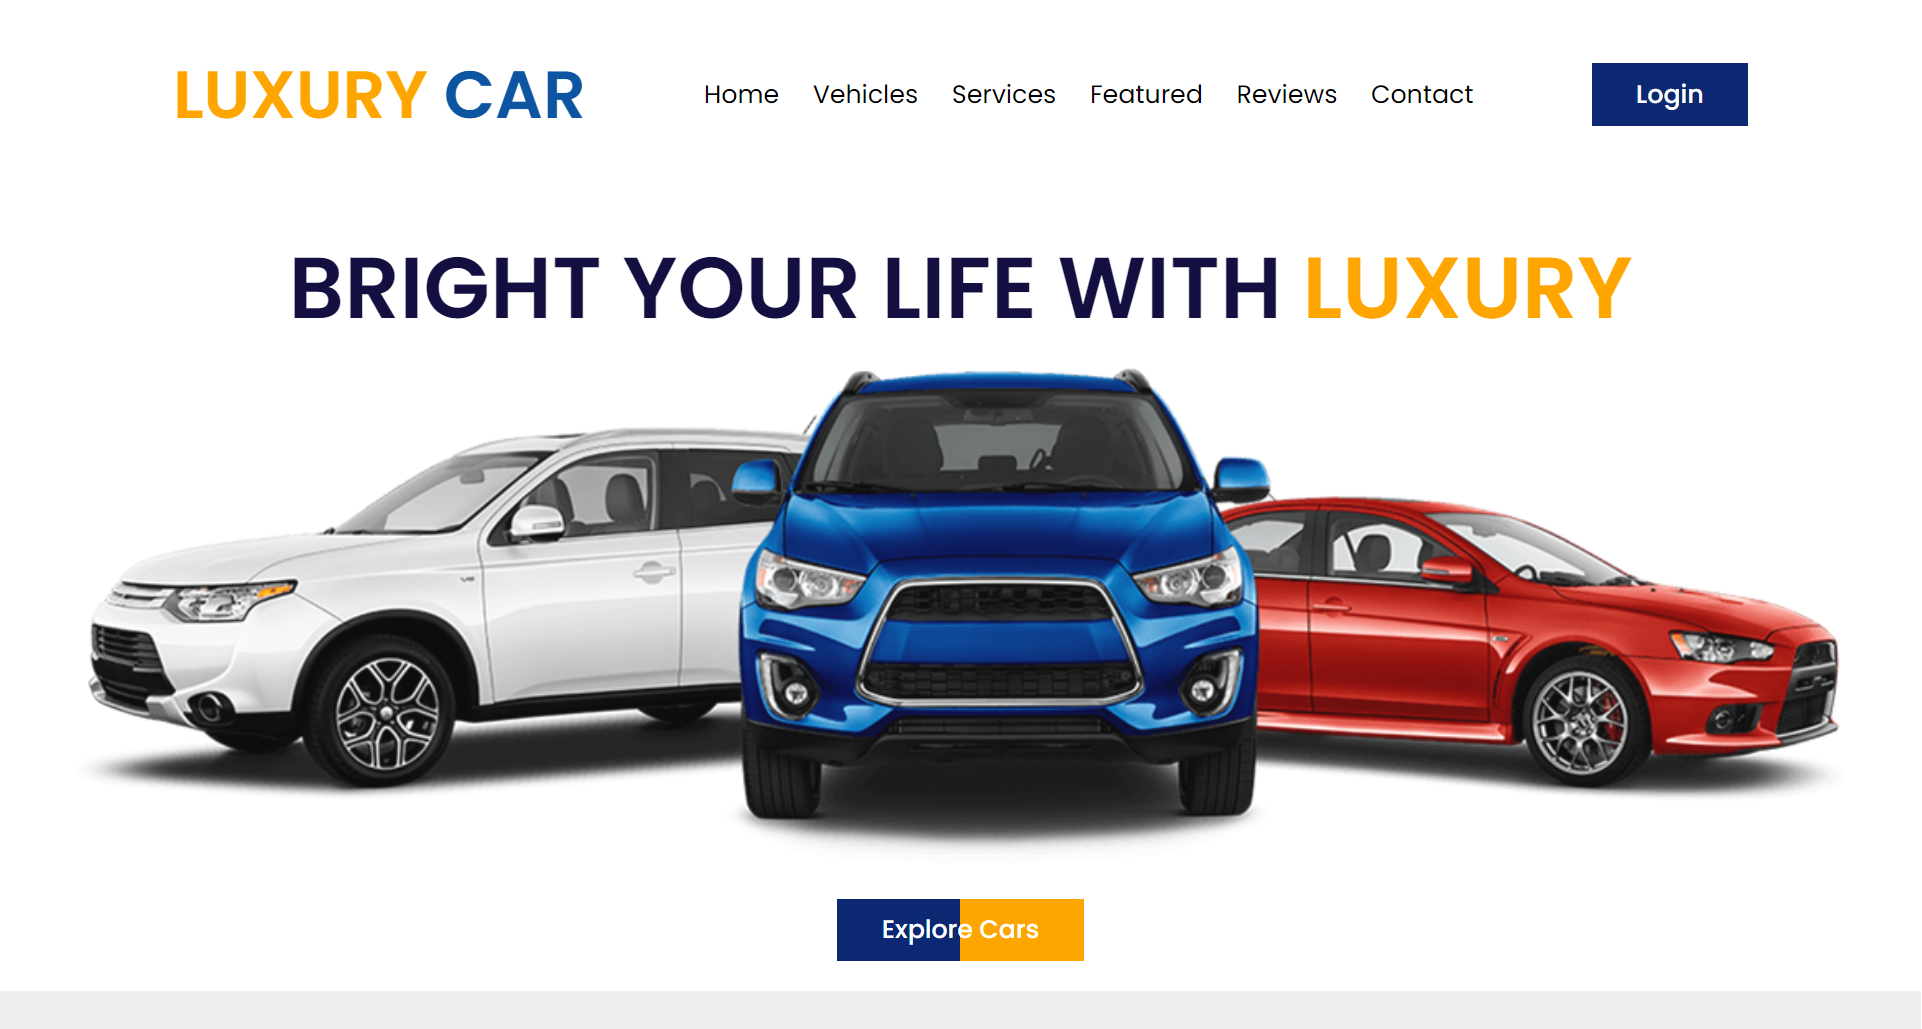 LUXURY CAR
Home Vehicles Services Featured Reviews Contact
Login
BRIGHT YOUR LIFE WITH LUXURY
Explore Cars